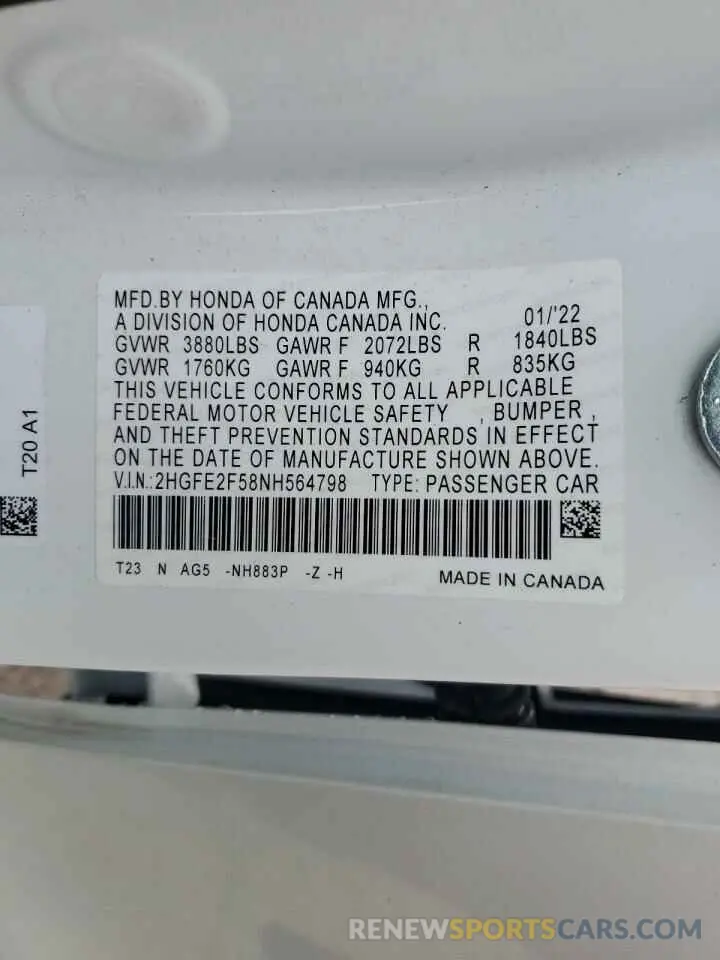 MFD.BY HONDA OF CANADA MFG.,
A DIVISION OF HONDA CANADA INC. 01/'22
GVWR 3880LBS GAWR F 2072LBS R 1840LBS
GVWR 1760KG GAWR F 940KG R 835KG
THIS VEHICLE CONFORMS TO ALL APPLICABLE
FEDERAL MOTOR VEHICLE SAFETY , BUMPER ,
AND THEFT PREVENTION STANDARDS IN EFFECT
ON THE DATE OF MANUFACTURE SHOWN ABOVE.
V.I.N.:2HGFE2F58NH564798 TYPE: PASSENGER CAR
T23 N AG5 -NH883P -Z -H MADE IN CANADA
T20 A1
RENEWSPORTSCARS.COM